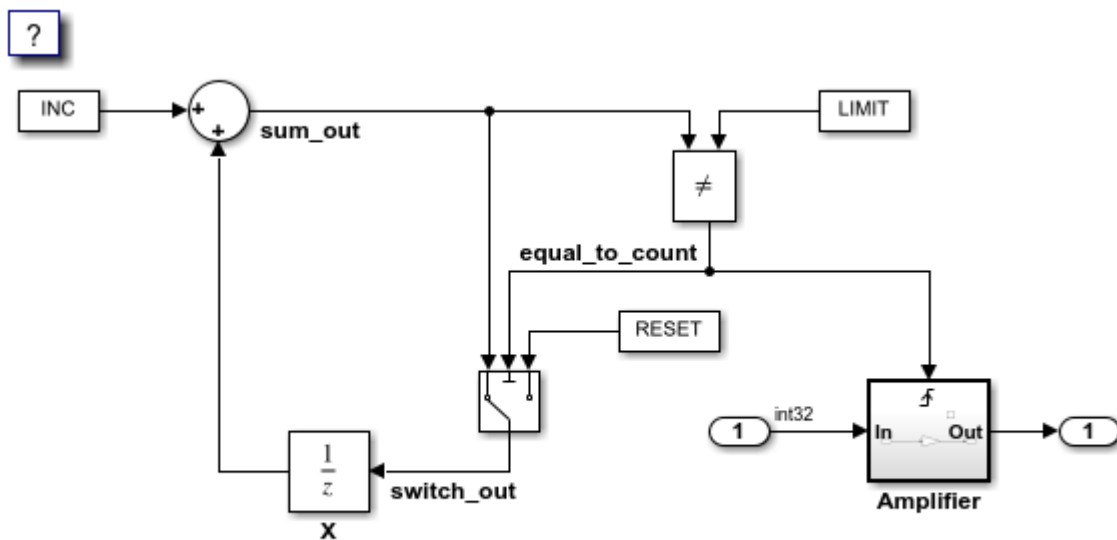 ?
INC
+
+
sum_out
LIMIT
≠
equal_to_count
RESET
1
int32
In
Out
1
Amplifier
1
z
switch_out
X